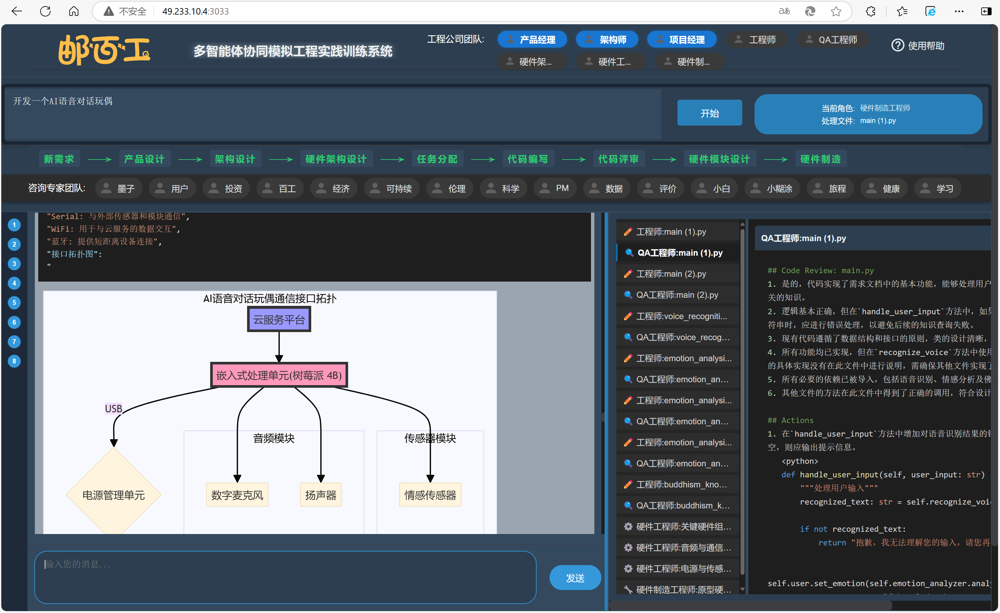 不安全
49.233.10.4:3033
邮百工
多智能体协同模拟工程实践训练系统
工程公司团队:
产品经理
架构师
项目经理
工程师
QA工程师
硬件架...
硬件工...
硬件制...
使用帮助
开发一个AI语音对话玩偶
开始
当前角色: 硬件制造工程师
处理文件: main (1).py
新需求
产品设计
架构设计
硬件架构设计
任务分配
代码编写
代码评审
硬件模块设计
硬件制造
咨询专家团队:
墨子
用户
投资
百工
经济
可持续
伦理
科学
PM
数据
评价
小白
小糊涂
旅程
健康
学习
1
2
3
4
5
6
7
8
"Serial: 与外部传感器和模块通信",
"WiFi: 用于与云服务的数据交互",
"蓝牙: 提供短距离设备连接",
"接口拓扑图":
"
AI语音对话玩偶通信接口拓扑
云服务平台
嵌入式处理单元(树莓派 4B)
USB
音频模块
传感器模块
电源管理单元
数字麦克风
扬声器
情感传感器
输入您的消息...
发送
工程师:main (1).py
QA工程师:main (1).py
工程师:main (2).py
QA工程师:main (2).py
工程师:voice_recogniti...
QA工程师:voice_recog...
工程师:emotion_analysi...
QA工程师:emotion_an...
工程师:emotion_analysi...
QA工程师:emotion_an...
工程师:emotion_analysi...
QA工程师:emotion_an...
工程师:buddhism_kno...
QA工程师:buddhism_k...
硬件工程师:关键硬件组...
硬件工程师:音频与通信...
硬件工程师:电源与传感...
硬件制造工程师:原型硬...
QA工程师:main (1).py
## Code Review: main.py
1. 是的，代码实现了需求文档中的基本功能，能够处理用户
关的知识。
2. 逻辑基本正确，但在`handle_user_input`方法中，如果
符串时，应进行错误处理，以避免后续的知识查询失败。
3. 现有代码遵循了数据结构和接口的原则，类的设计清晰，
4. 所有功能均已实现，但在`recognize_voice`方法中使用
的具体实现没有在此文件中进行说明，需确保其他文件实现了
5. 所有必要的依赖已被导入，包括语音识别、情感分析及佛
6. 其他文件的方法在此文件中得到了正确的调用，符合设计
## Actions
1. 在`handle_user_input`方法中增加对语音识别结果的错
空，则应输出提示信息。
<python>
def handle_user_input(self, user_input: str)
"""处理用户输入"""
recognized_text: str = self.recognize_voi
if not recognized_text:
return "抱歉，我无法理解您的输入，请您再
self.user.set_emotion(self.emotion_analyzer.analy